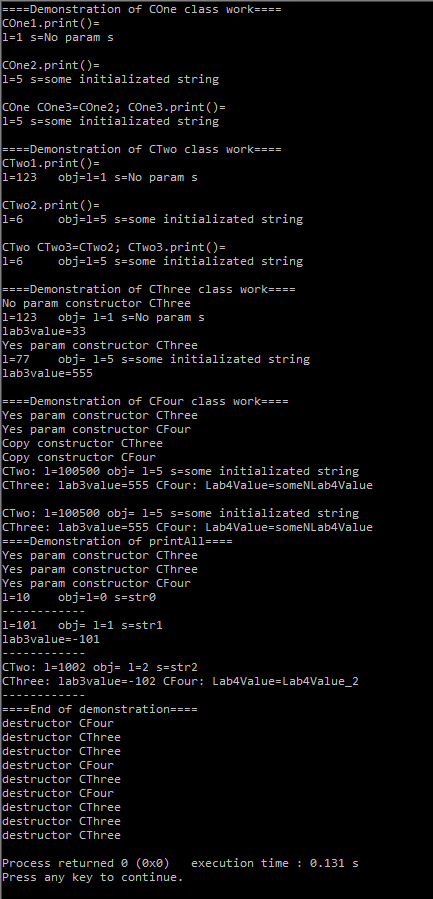 ====Demonstration of COne class work====
COne1.print()=
l=1 s=No param s
COne2.print()=
l=5 s=some initializated string
COne COne3=COne2; COne3.print()=
l=5 s=some initializated string
====Demonstration of CTwo class work====
CTwo1.print()=
l=123   obj=l=1 s=No param s
CTwo2.print()=
l=6     obj=l=5 s=some initializated string
CTwo CTwo3=CTwo2; CTwo3.print()=
l=6     obj=l=5 s=some initializated string
====Demonstration of CThree class work====
No param constructor CThree
l=123   obj= l=1 s=No param s
lab3value=33
Yes param constructor CThree
l=77    obj= l=5 s=some initializated string
lab3value=555
====Demonstration of CFour class work====
Yes param constructor CThree
Yes param constructor CFour
Copy constructor CThree
Copy constructor CFour
CTwo: l=100500 obj= l=5 s=some initializated string
CThree: lab3value=555 CFour: Lab4Value=someNLab4Value
CTwo: l=100500 obj= l=5 s=some initializated string
CThree: lab3value=555 CFour: Lab4Value=someNLab4Value
====Demonstration of printAll====
Yes param constructor CThree
Yes param constructor CThree
Yes param constructor CFour
l=10    obj=l=0 s=str0
------------
l=101   obj= l=1 s=str1
lab3value=-101
------------
CTwo: l=1002 obj= l=2 s=str2
CThree: lab3value=-102 CFour: Lab4Value=Lab4Value_2
------------
====End of demonstration====
destructor CFour
destructor CThree
destructor CThree
destructor CFour
destructor CThree
destructor CFour
destructor CThree
destructor CThree
destructor CThree
Process returned 0 (0x0)   execution time : 0.131 s
Press any key to continue.